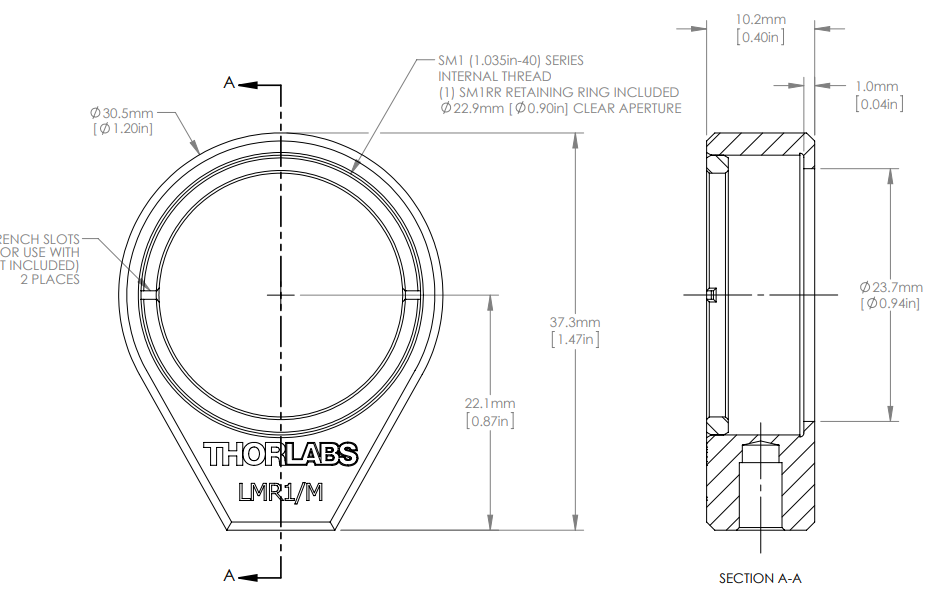 10.2mm
[0.40in]
A
SM1 (1.035in-40) SERIES
INTERNAL THREAD
(1) SM1RR RETAINING RING INCLUDED
Ø22.9mm [Ø0.90in] CLEAR APERTURE
1.0mm
[0.04in]
Ø30.5mm
[Ø1.20in]
RENCH SLOTS
OR USE WITH
T INCLUDED)
2 PLACES
Ø23.7mm
[Ø0.94in]
37.3mm
[1.47in]
22.1mm
[0.87in]
THORLABS
LMR1/M
A
SECTION A-A